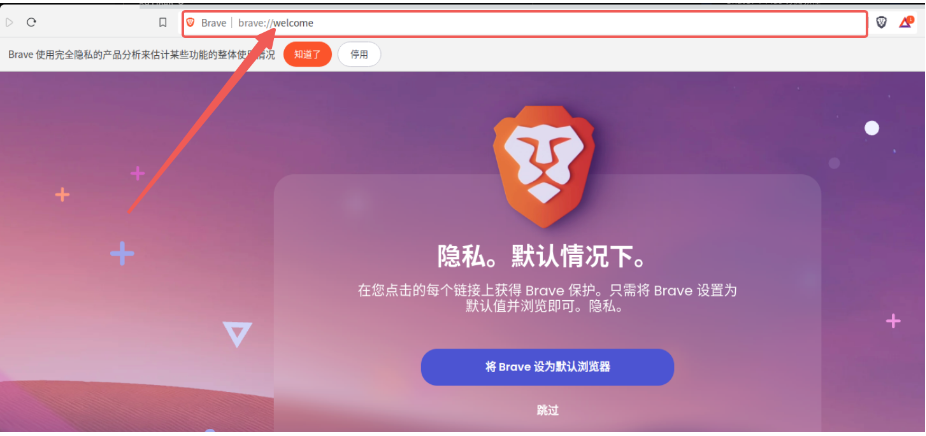 Brave | brave://welcome
Brave 使用完全隐私的产品分析来估计某些功能的整体使用情况 知道了 停用
隐私。默认情况下。
在您点击的每个链接上获得 Brave 保护。只需将 Brave 设置为
默认值并浏览即可。隐私。
将 Brave 设为默认浏览器
跳过